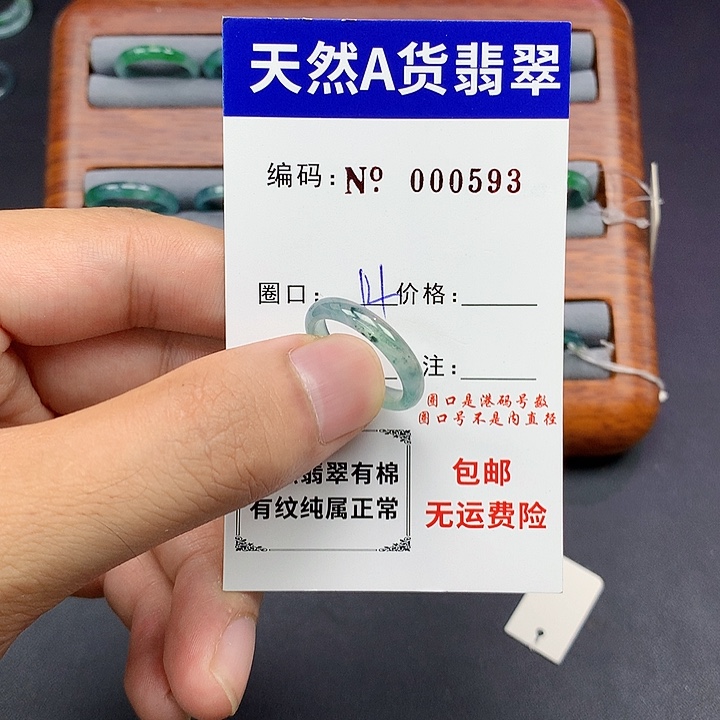 天然A货翡翠
编码: Nº 000593
圈口: 14 价格:
注:
圈口是港码号数
圈口号不是内直径
翡翠有棉
有纹纯属正常
包邮
无运费险